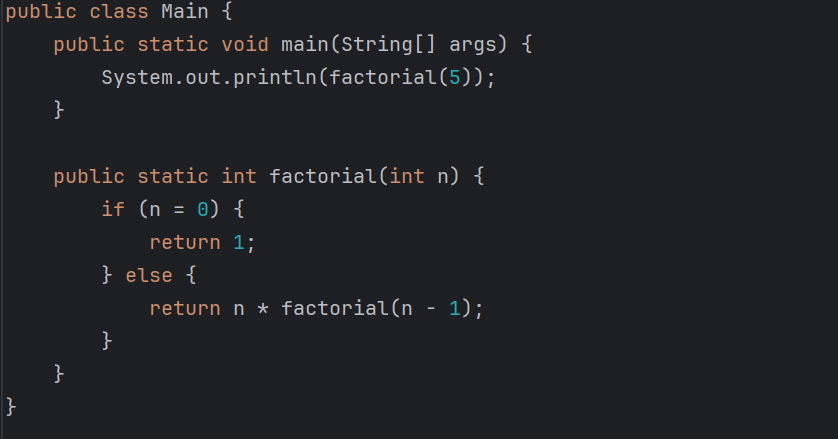 public class Main {
    public static void main(String[] args) {
        System.out.println(factorial(5));
    }

    public static int factorial(int n) {
        if (n = 0) {
            return 1;
        } else {
            return n * factorial(n - 1);
        }
    }
}